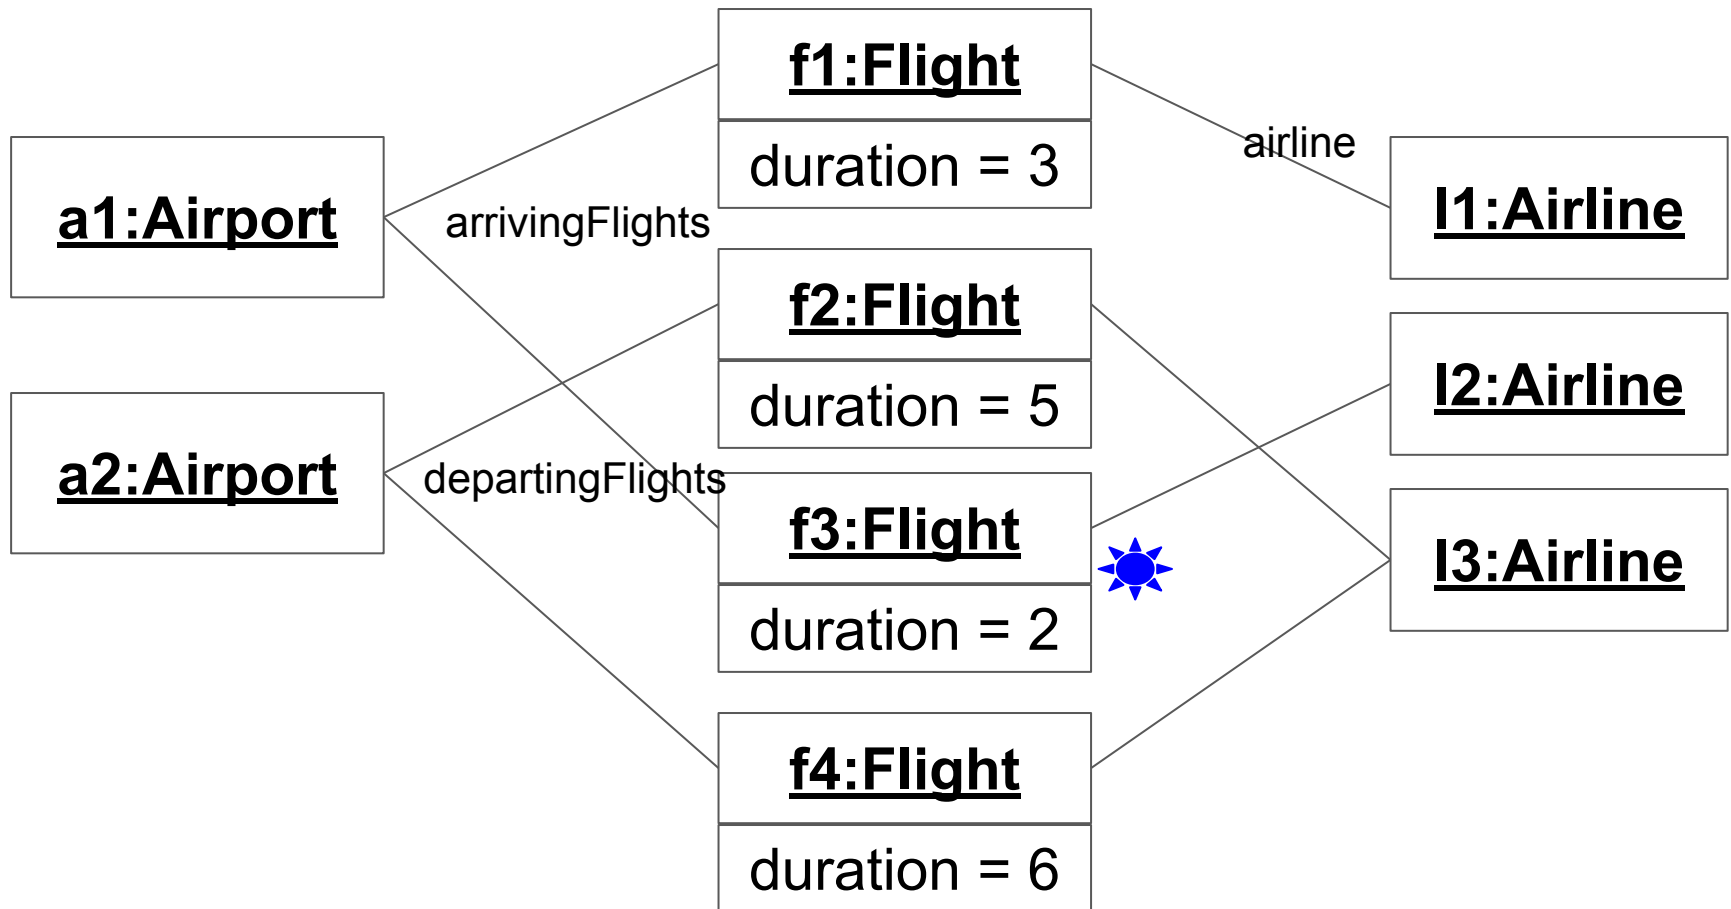 f1:Flight
duration = 3
airline
a1:Airport
arrivingFlights
l1:Airline
f2:Flight
duration = 5
l2:Airline
a2:Airport
departingFlights
f3:Flight
duration = 2
l3:Airline
f4:Flight
duration = 6